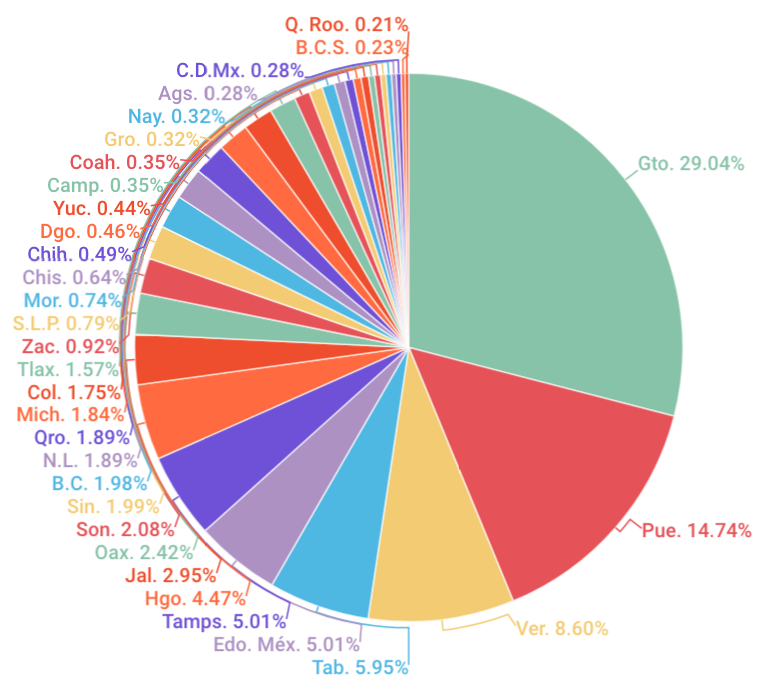 Q. Roo. 0.21%
B.C.S. 0.23%
C.D.Mx. 0.28%
Ags. 0.28%
Nay. 0.32%
Gro. 0.32%
Coah. 0.35%
Camp. 0.35%
Yuc. 0.44%
Dgo. 0.46%
Chih. 0.49%
Chis. 0.64%
Mor. 0.74%
S.L.P. 0.79%
Zac. 0.92%
Tlax. 1.57%
Col. 1.75%
Mich. 1.84%
Qro. 1.89%
N.L. 1.89%
B.C. 1.98%
Sin. 1.99%
Son. 2.08%
Oax. 2.42%
Jal. 2.95%
Hgo. 4.47%
Tamps. 5.01%
Edo. Méx. 5.01%
Tab. 5.95%
Gto. 29.04%
Pue. 14.74%
Ver. 8.60%